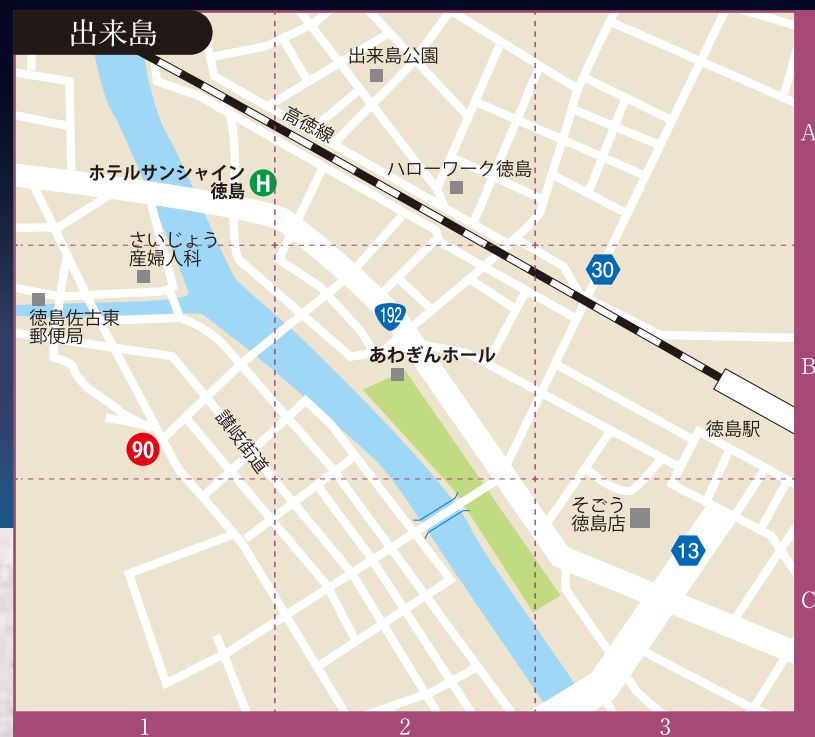 出来島
出来島公園
高徳線
A
ハローワーク徳島
ホテルサンシャイン
徳島
H
さいじょう
産婦人科
30
徳島佐古東
郵便局
192
あわぎんホール
B
讃岐街道
徳島駅
90
そごう
徳島店
13
C
1
2
3